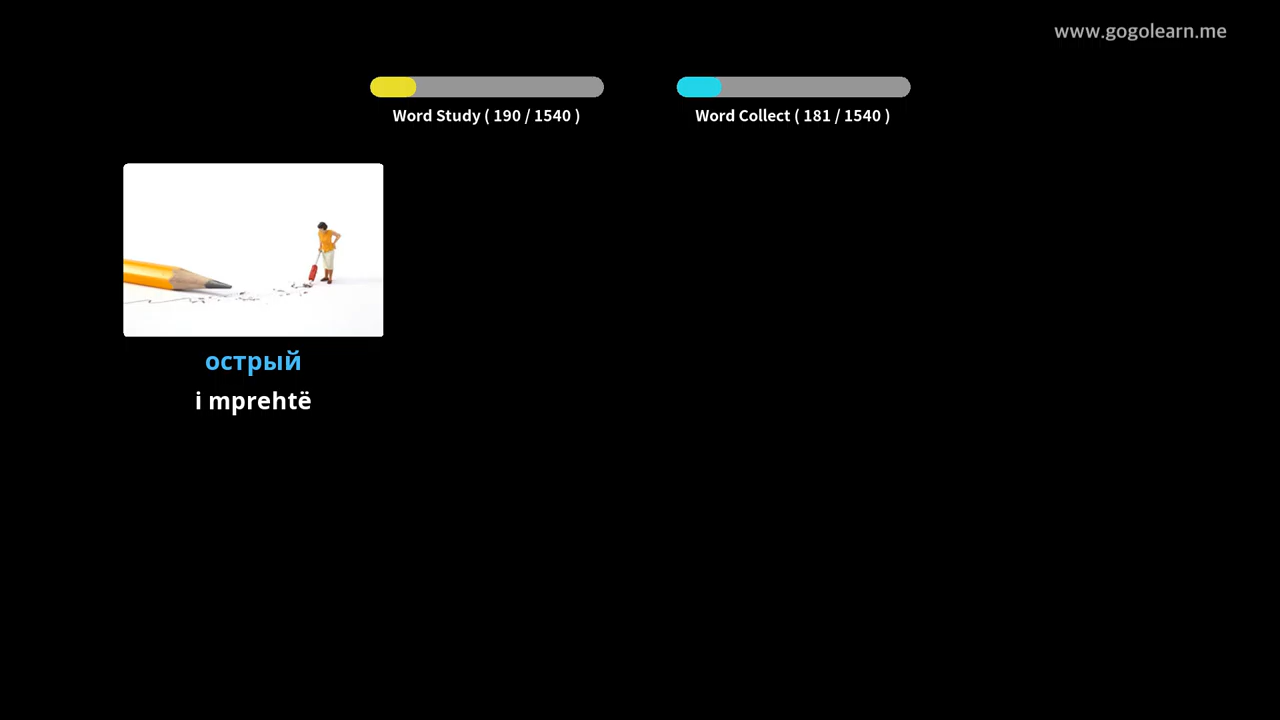 www.gogolearn.me
Word Study ( 190 / 1540 )
Word Collect ( 181 / 1540 )
острый
i mprehtë